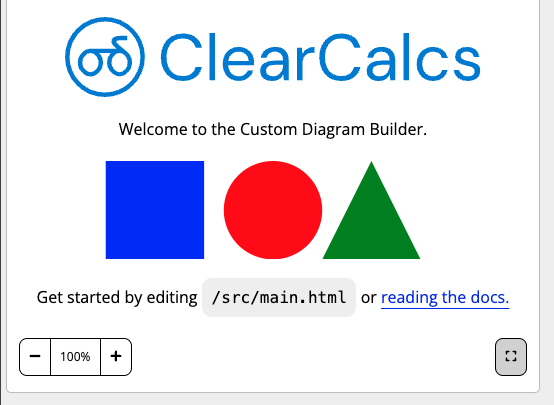 ClearCalcs
Welcome to the Custom Diagram Builder.
Get started by editing /src/main.html or reading the docs.
− 100% +